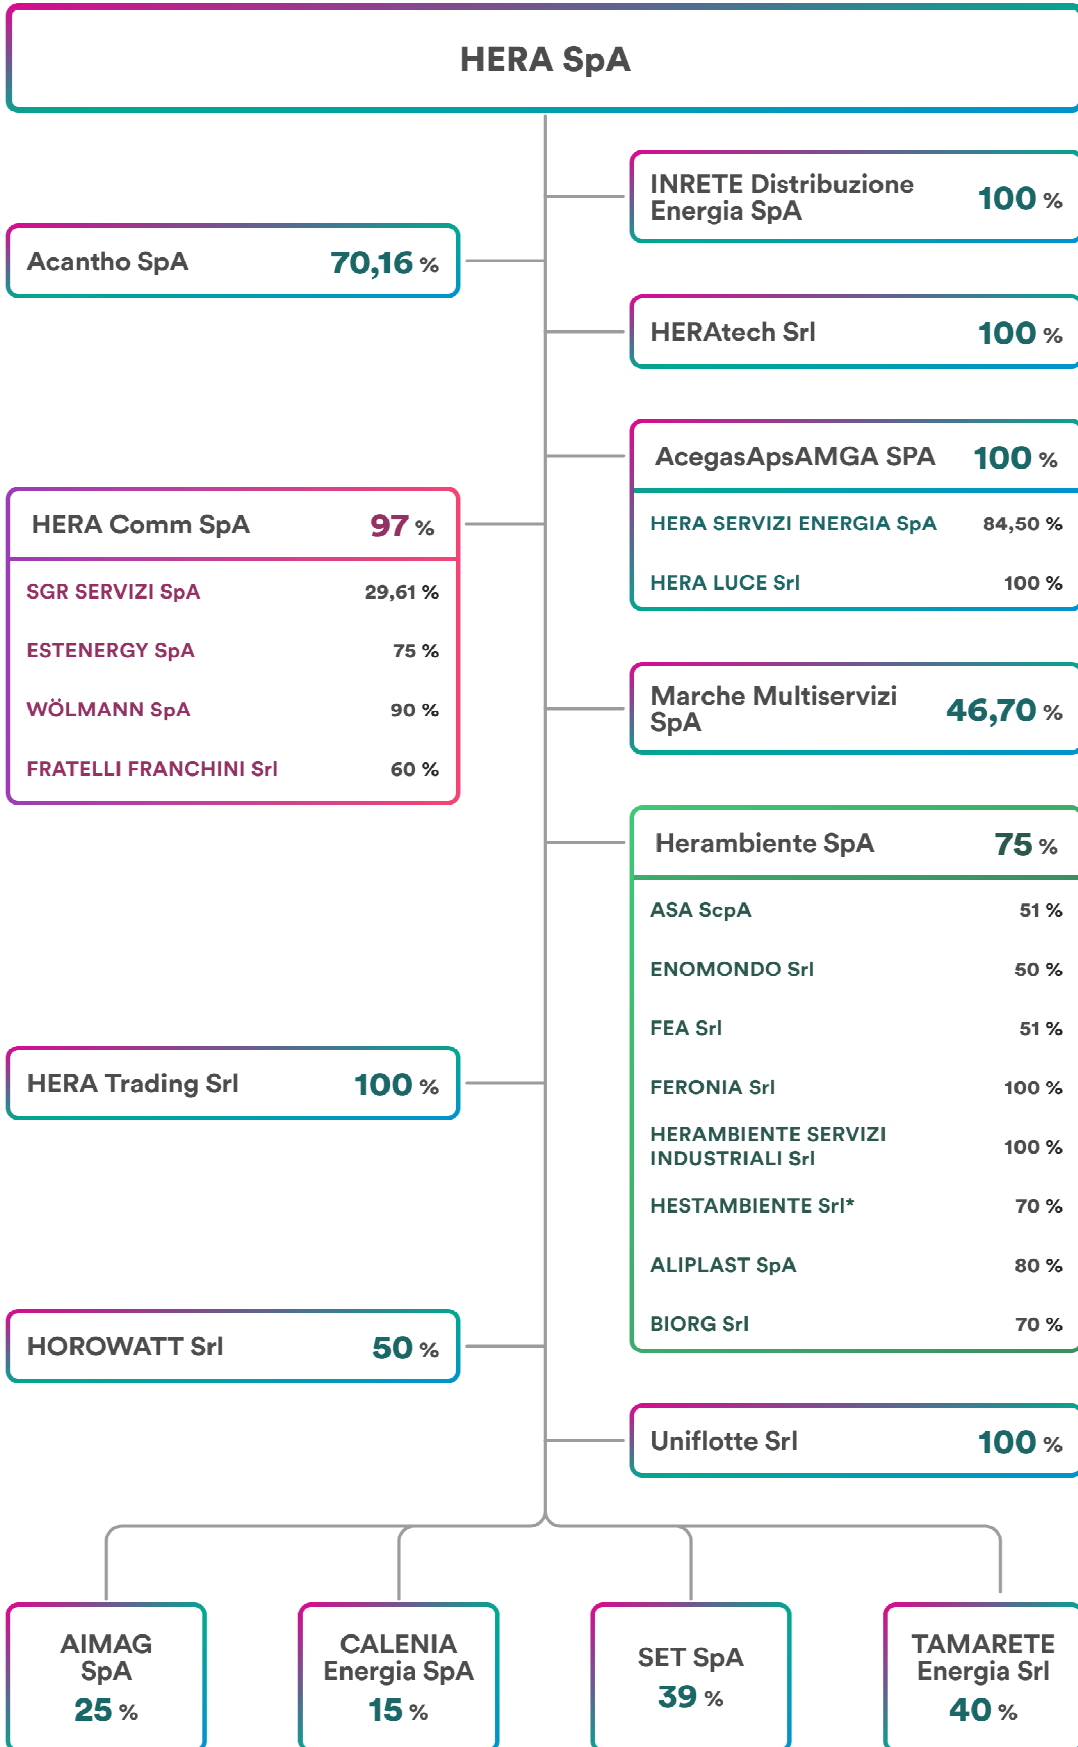 HERA SpA
INRETE Distribuzione
Energia SpA
100 %
Acantho SpA 70,16 %
HERAtech Srl 100 %
AcegasApsAMGA SPA 100 %
HERA SERVIZI ENERGIA SpA 84,50 %
HERA LUCE Srl 100 %
HERA Comm SpA 97 %
SGR SERVIZI SpA 29,61 %
ESTENERGY SpA 75 %
WÖLMANN SpA 90 %
FRATELLI FRANCHINI Srl 60 %
Marche Multiservizi
SpA
46,70 %
Herambiente SpA 75 %
ASA ScpA 51 %
ENOMONDO Srl 50 %
FEA Srl 51 %
FERONIA Srl 100 %
HERAMBIENTE SERVIZI
INDUSTRIALI Srl
100 %
HESTAMBIENTE Srl* 70 %
ALIPLAST SpA 80 %
BIORG Srl 70 %
HERA Trading Srl 100 %
HOROWATT Srl 50 %
Uniflotte Srl 100 %
AIMAG
SpA
25 %
CALENIA
Energia SpA
15 %
SET SpA
39 %
TAMARETE
Energia Srl
40 %